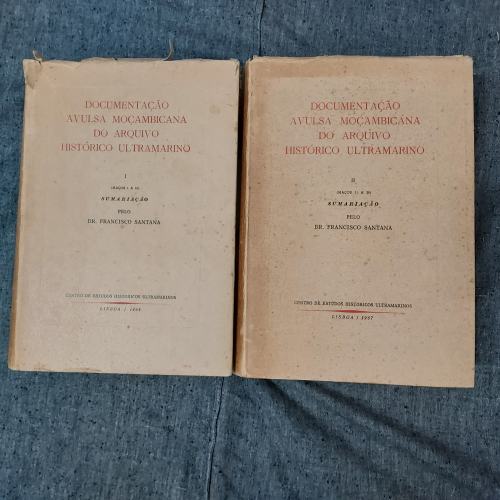 DOCUMENTAÇÃO
AVULSA MOÇAMBICANA
DO ARQUIVO
HISTÓRICO ULTRAMARINO
I
SUMARIAÇÃO
PELO
DR. FRANCISCO SANTANA
CENTRO DE ESTUDOS HISTÓRICOS ULTRAMARINOS
LISBOA /
DOCUMENTAÇÃO
AVULSA MOÇAMBICANA
DO ARQUIVO
HISTÓRICO ULTRAMARINO
II
SUMARIAÇÃO
PELO
DR. FRANCISCO SANTANA
CENTRO DE ESTUDOS HISTÓRICOS ULTRAMARINOS
LISBOA / 1967